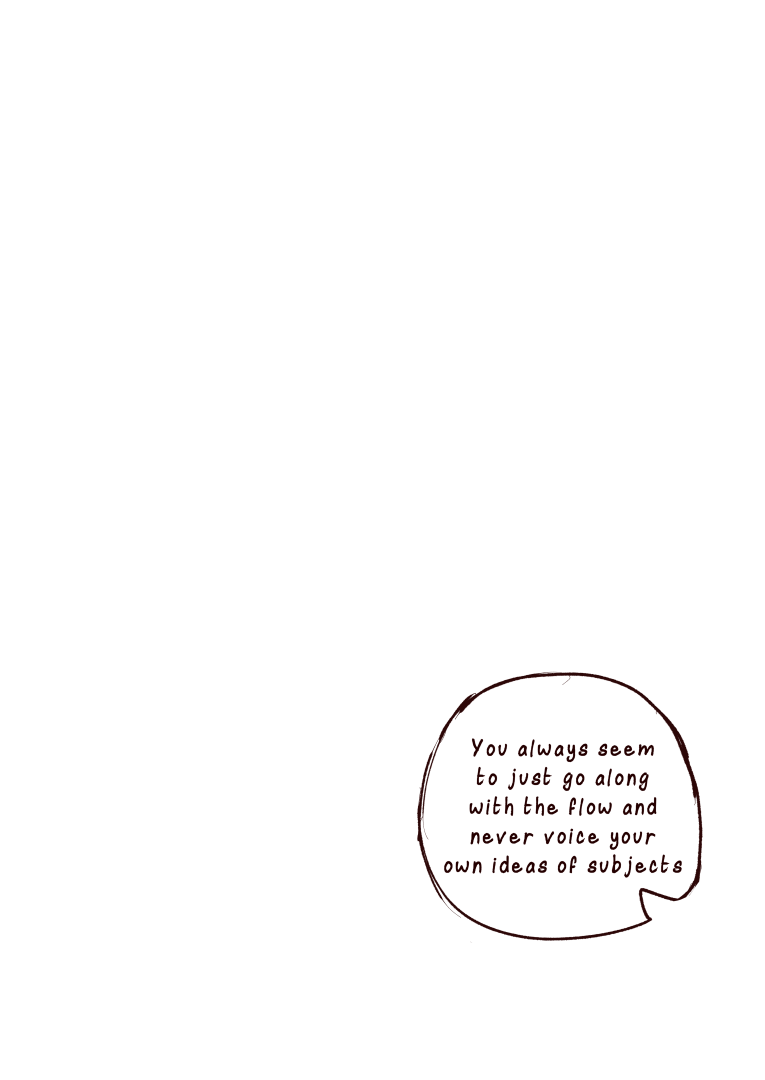 You always seem
to just go along
with the flow and
never voice your
own ideas of subjects